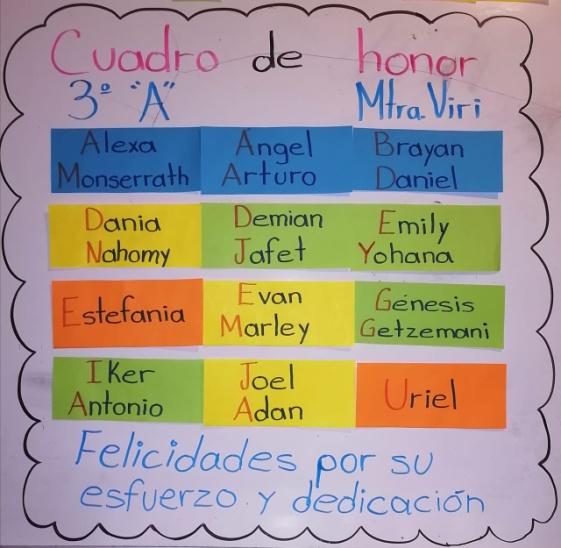 Cuadro de honor
3º "A" Mtra. Viri
Alexa
Monserrath
Angel
Arturo
Brayan
Daniel
Dania
Nahomy
Demian
Jafet
Emily
Yohana
Estefania
Evan
Marley
Génesis
Getzemani
Iker
Antonio
Joel
Adan
Uriel
Felicidades por su
esfuerzo y dedicación